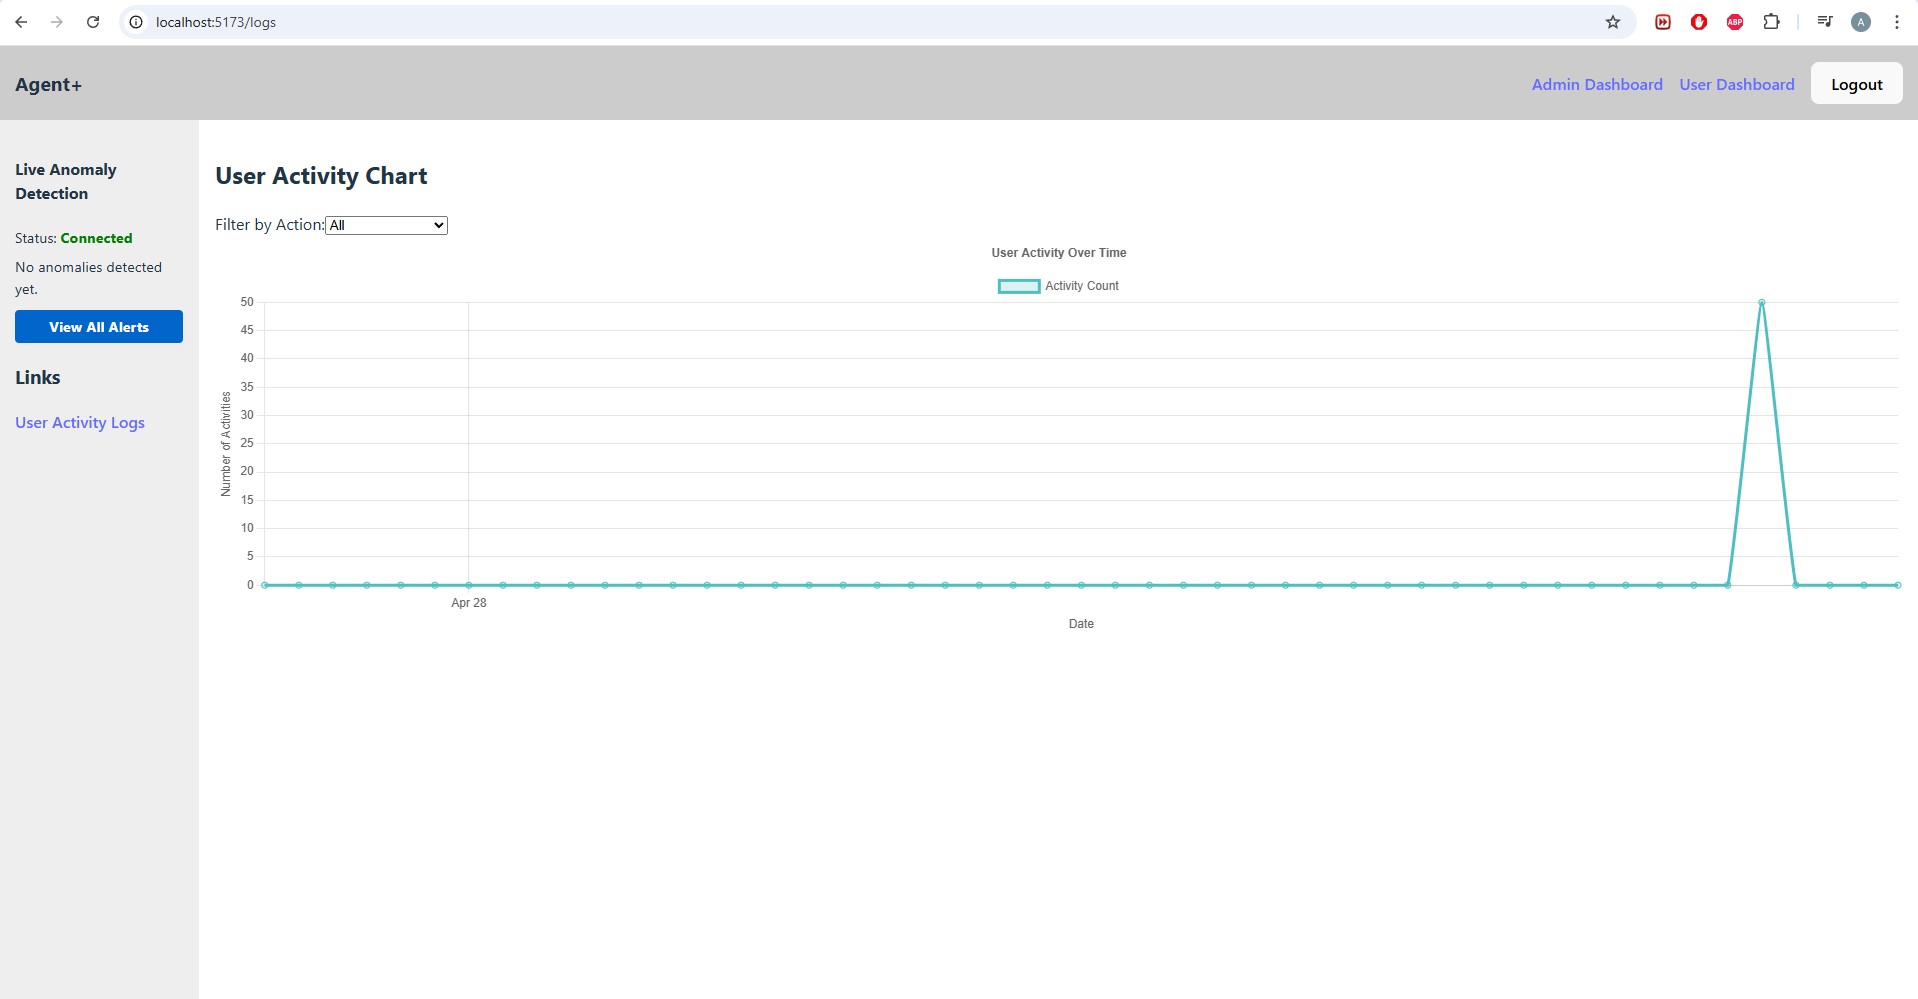 localhost:5173/logs
ABP
A
Agent+
Admin Dashboard
User Dashboard
Logout
Live Anomaly
Detection
Status: Connected
No anomalies detected
yet.
View All Alerts
Links
User Activity Logs
User Activity Chart
Filter by Action: All
User Activity Over Time
Activity Count
50
45
40
35
30
25
20
15
10
5
0
Number of Activities
Apr 28
Date